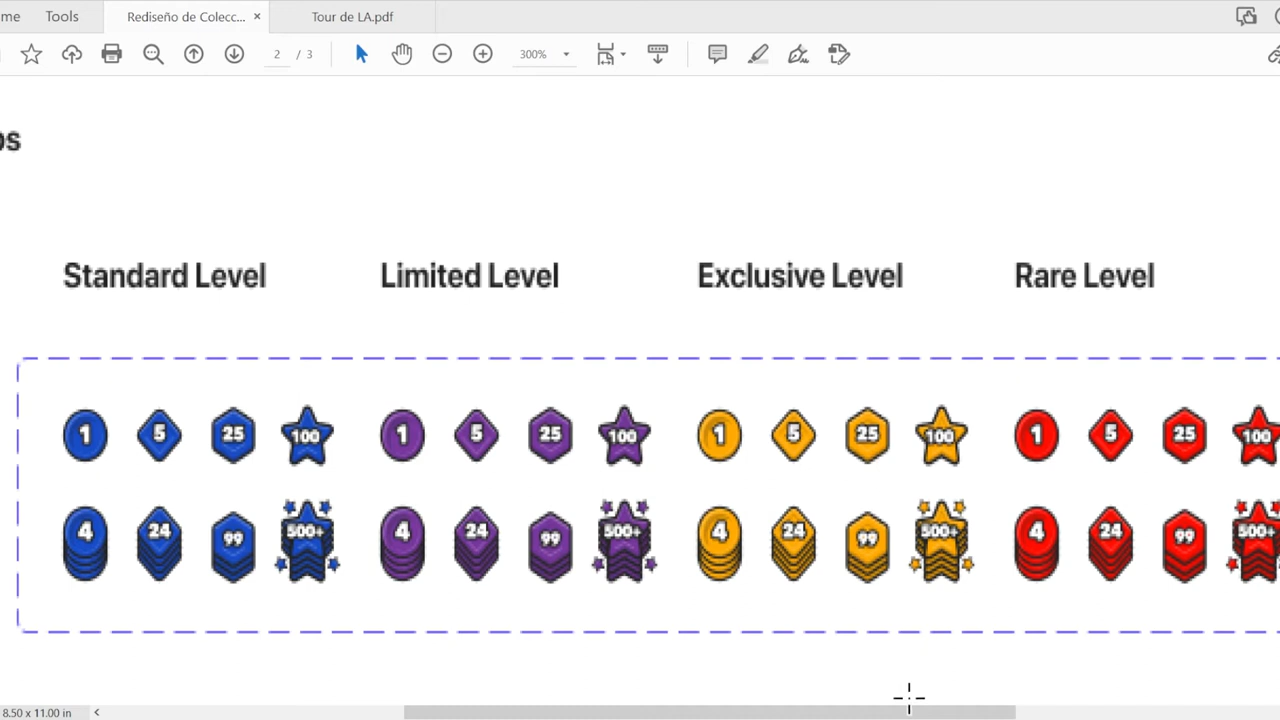 me Tools Rediseño de Colecc... × Tour de LA.pdf
2 / 3 300%
os
Standard Level Limited Level Exclusive Level Rare Level
1 5 25 100 1 5 25 100 1 5 25 100 1 5 25 100
4 24 99 500+ 4 24 99 500+ 4 24 99 500+ 4 24 99 500+
8.50 x 11.00 in